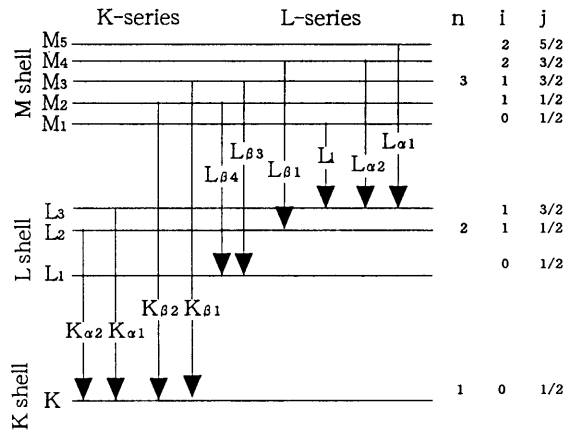 K-series L-series n i j
M shell
M5 2 5/2
M4 2 3/2
M3 3 1 3/2
M2 1 1/2
M1 0 1/2
Lβ4 Lβ3 Lβ1 Ll Lα2 Lα1
L shell
L3 1 3/2
L2 2 1 1/2
L1 0 1/2
Kα2 Kα1 Kβ2 Kβ1
K shell
K 1 0 1/2